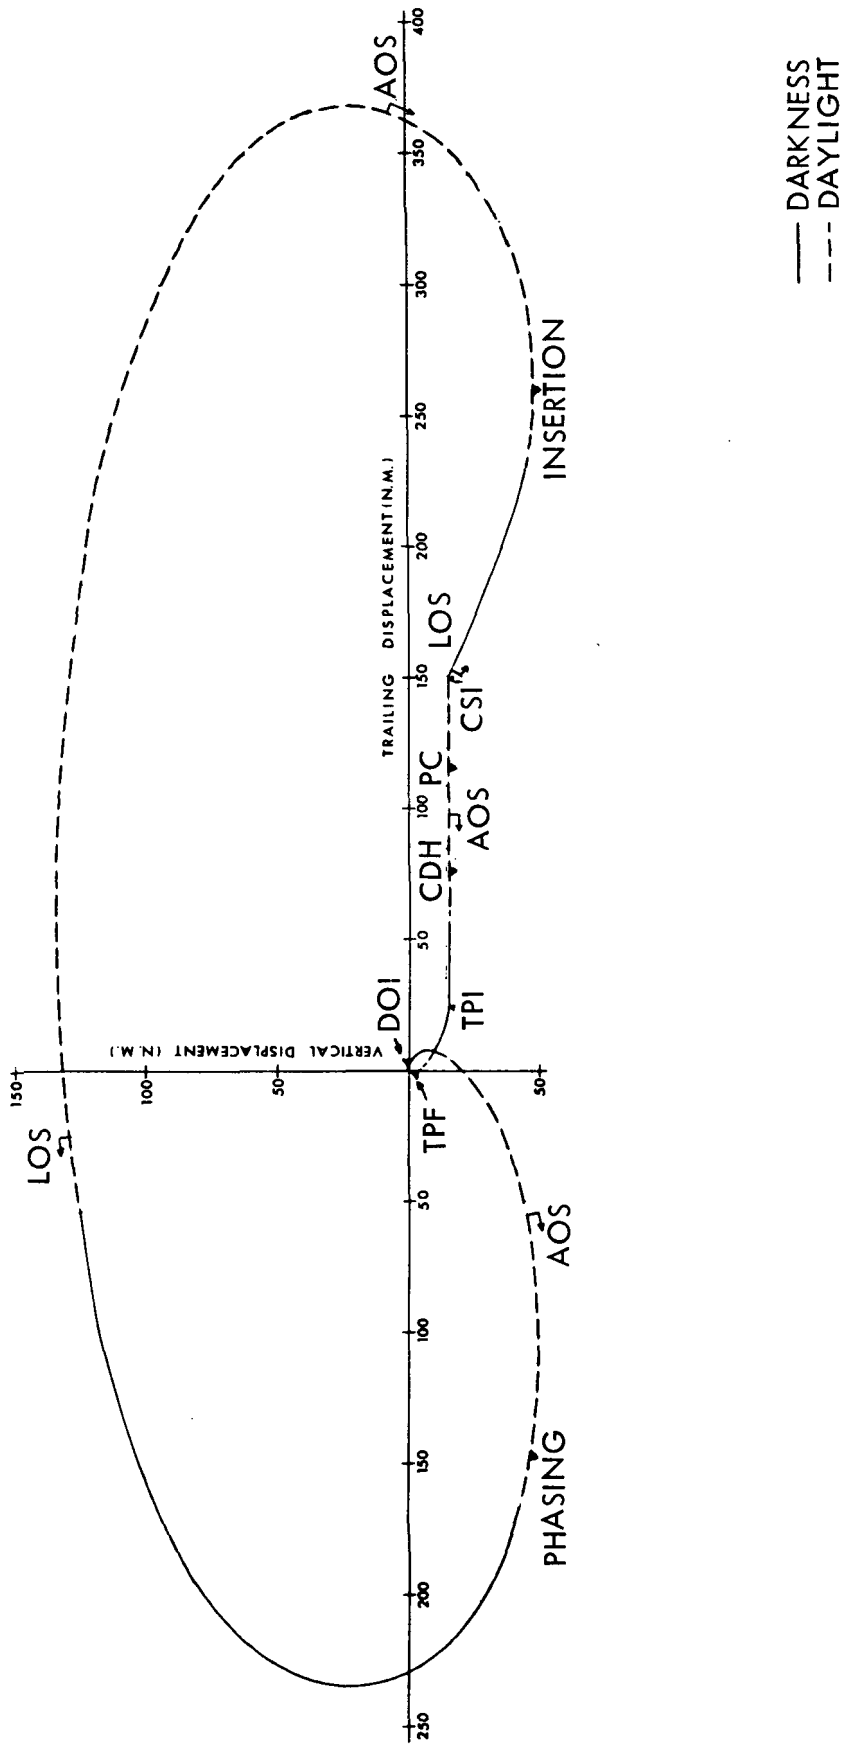 LOS
150
100
50
50
VERTICAL DISPLACEMENT (N.M.)
250
200
150
100
50
50
100
150
200
250
300
350
400
TRAILING DISPLACEMENT (N.M.)
AOS
DOI
TPF
TPI
CDH
AOS
PC
CSI
LOS
INSERTION
AOS
PHASING
DARKNESS
DAYLIGHT